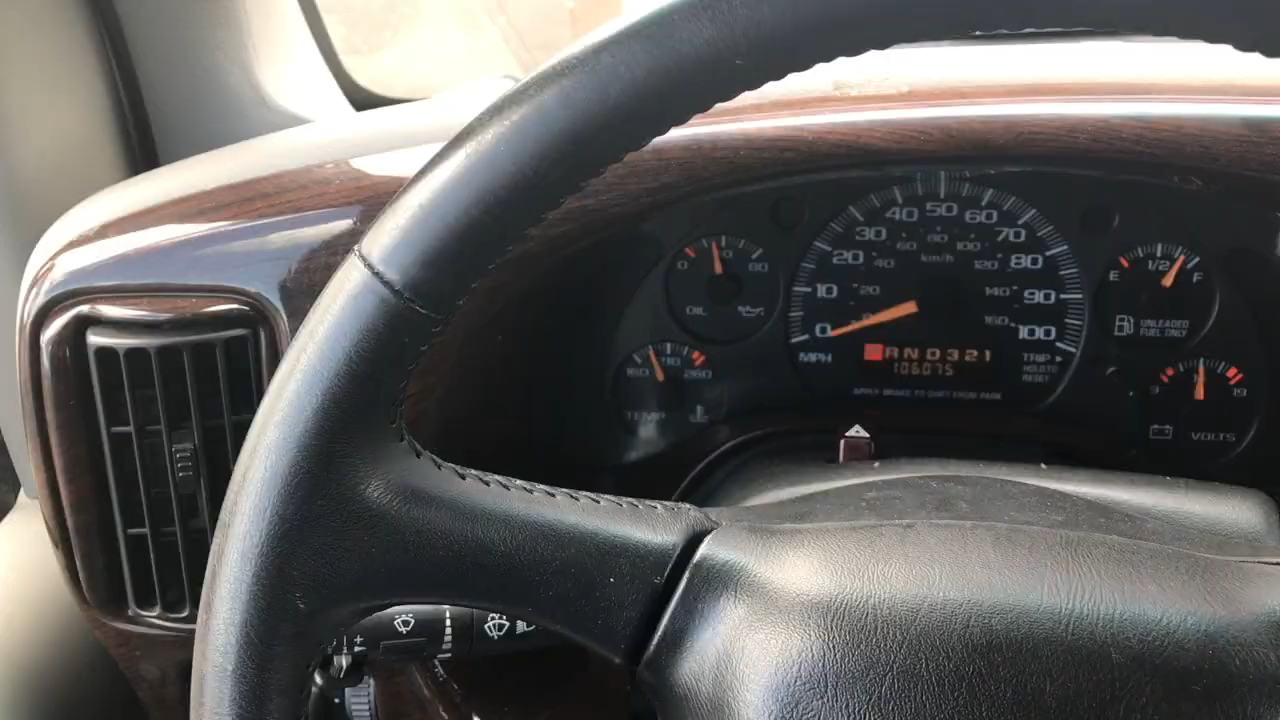 0 40 80
OIL
160 210 260
TEMP
0 10 20 30 40 50 60 70 80 90 100
20 40 60 80 100 120 140 160
km/h
MPH
RND321
106075
TRIP
HOLD TO
RESET
APPLY BRAKE TO SHIFT FROM PARK
E 1/2 F
UNLEADED
FUEL ONLY
9 19
VOLTS